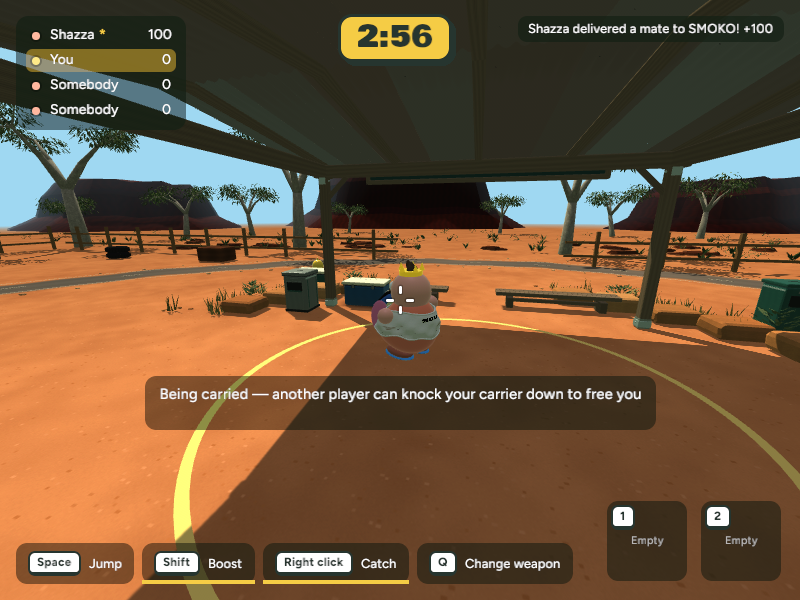 Shazza * 100
You 0
Somebody 0
Somebody 0
2:56
Shazza delivered a mate to SMOKO! +100
Being carried — another player can knock your carrier down to free you
1
Empty
2
Empty
Space Jump
Shift Boost
Right click Catch
Q Change weapon